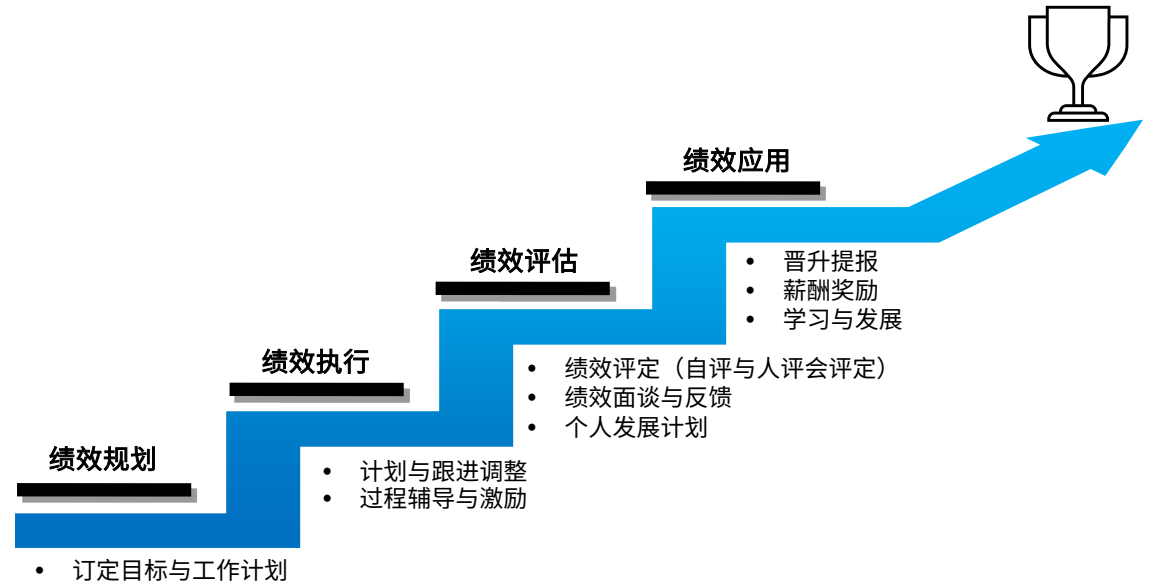 绩效应用
• 晋升提报
• 薪酬奖励
• 学习与发展
绩效评估
• 绩效评定（自评与人评会评定）
• 绩效面谈与反馈
• 个人发展计划
绩效执行
• 计划与跟进调整
• 过程辅导与激励
绩效规划
• 订定目标与工作计划